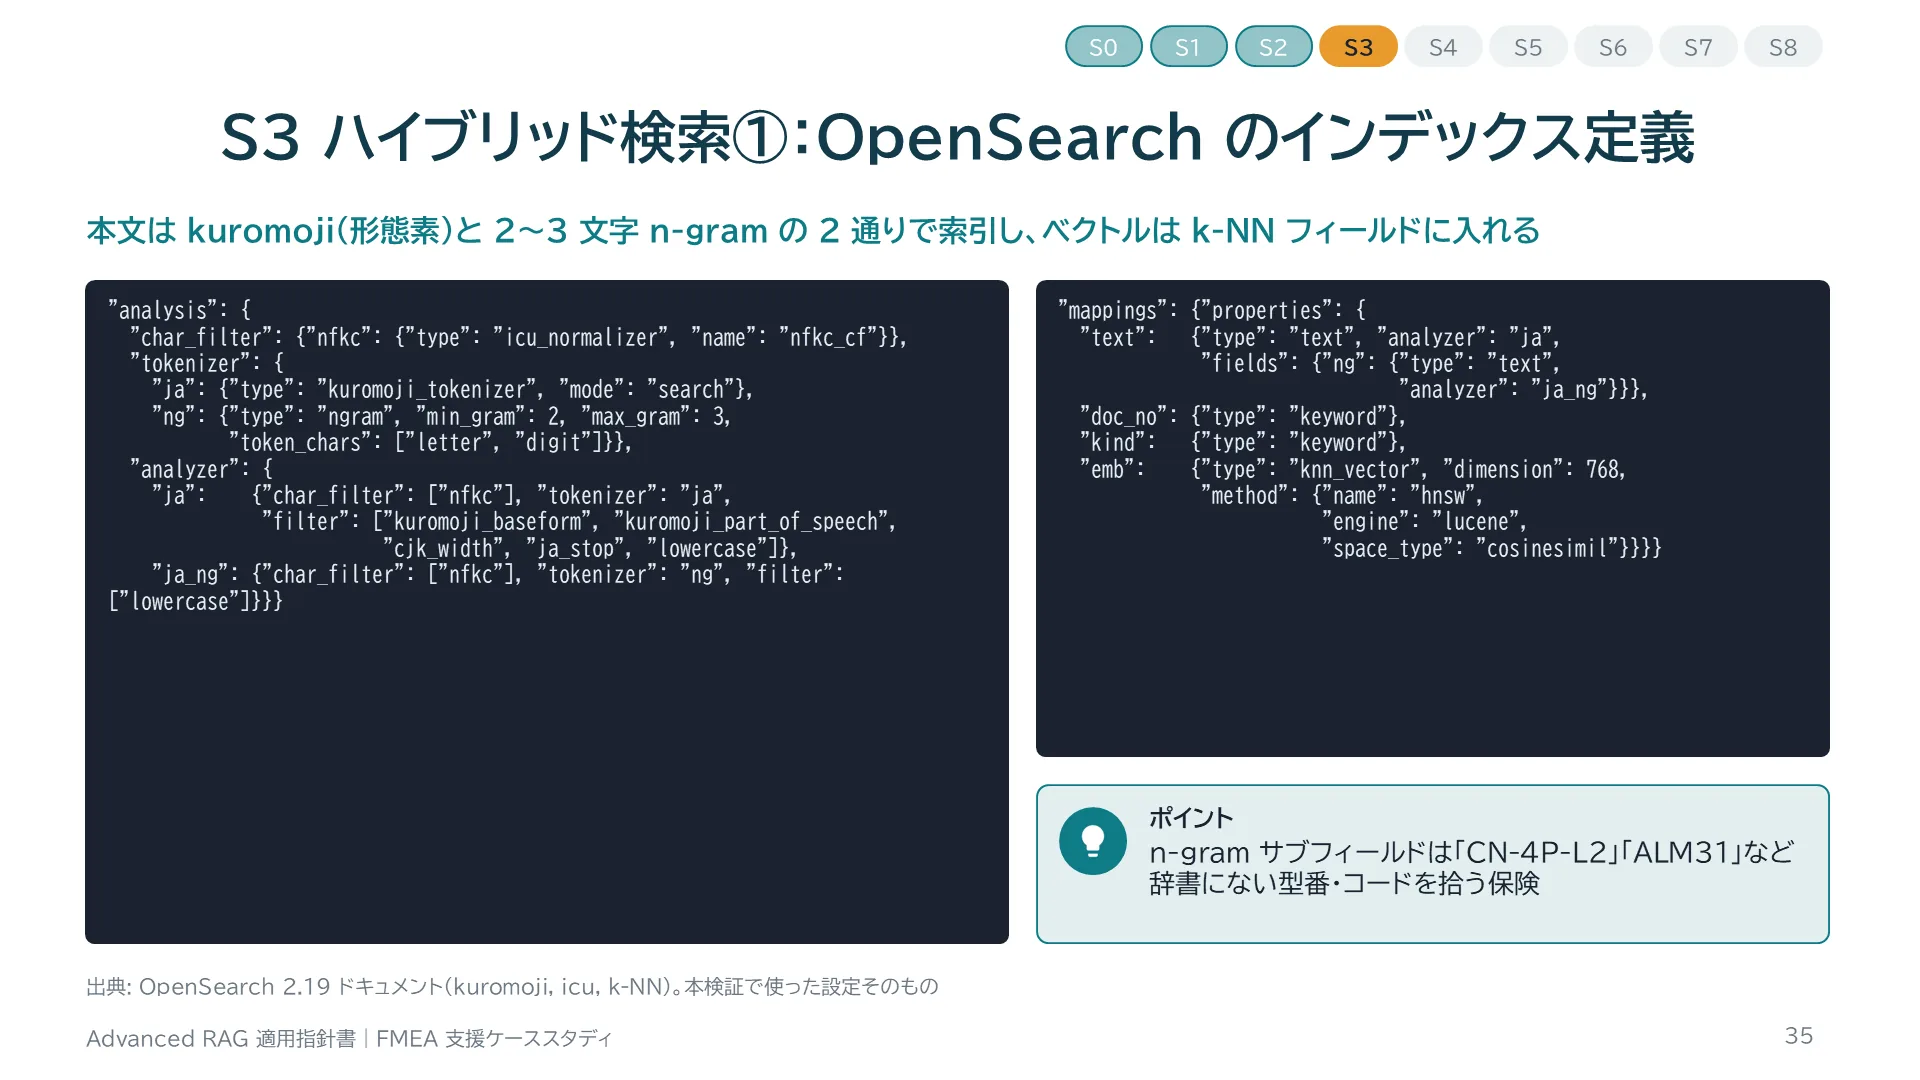 S0 S1 S2 S3 S4 S5 S6 S7 S8
S3 ハイブリッド検索①：OpenSearch のインデックス定義
本文は kuromoji（形態素）と 2～3 文字 n-gram の 2 通りで索引し、ベクトルは k-NN フィールドに入れる
"analysis": {
  "char_filter": {"nfkc": {"type": "icu_normalizer", "name": "nfkc_cf"}},
  "tokenizer": {
    "ja": {"type": "kuromoji_tokenizer", "mode": "search"},
    "ng": {"type": "ngram", "min_gram": 2, "max_gram": 3,
           "token_chars": ["letter", "digit"]}},
  "analyzer": {
    "ja":    {"char_filter": ["nfkc"], "tokenizer": "ja",
              "filter": ["kuromoji_baseform", "kuromoji_part_of_speech",
                         "cjk_width", "ja_stop", "lowercase"]},
    "ja_ng": {"char_filter": ["nfkc"], "tokenizer": "ng", "filter":
["lowercase"]}}}
"mappings": {"properties": {
  "text":   {"type": "text", "analyzer": "ja",
             "fields": {"ng": {"type": "text",
                               "analyzer": "ja_ng"}}},
  "doc_no": {"type": "keyword"},
  "kind":   {"type": "keyword"},
  "emb":    {"type": "knn_vector", "dimension": 768,
             "method": {"name": "hnsw",
                        "engine": "lucene",
                        "space_type": "cosinesimil"}}}}
ポイント
n-gram サブフィールドは「CN-4P-L2」「ALM31」など
辞書にない型番・コードを拾う保険
出典: OpenSearch 2.19 ドキュメント（kuromoji, icu, k-NN）。本検証で使った設定そのもの
Advanced RAG 適用指針書｜FMEA 支援ケーススタディ
35